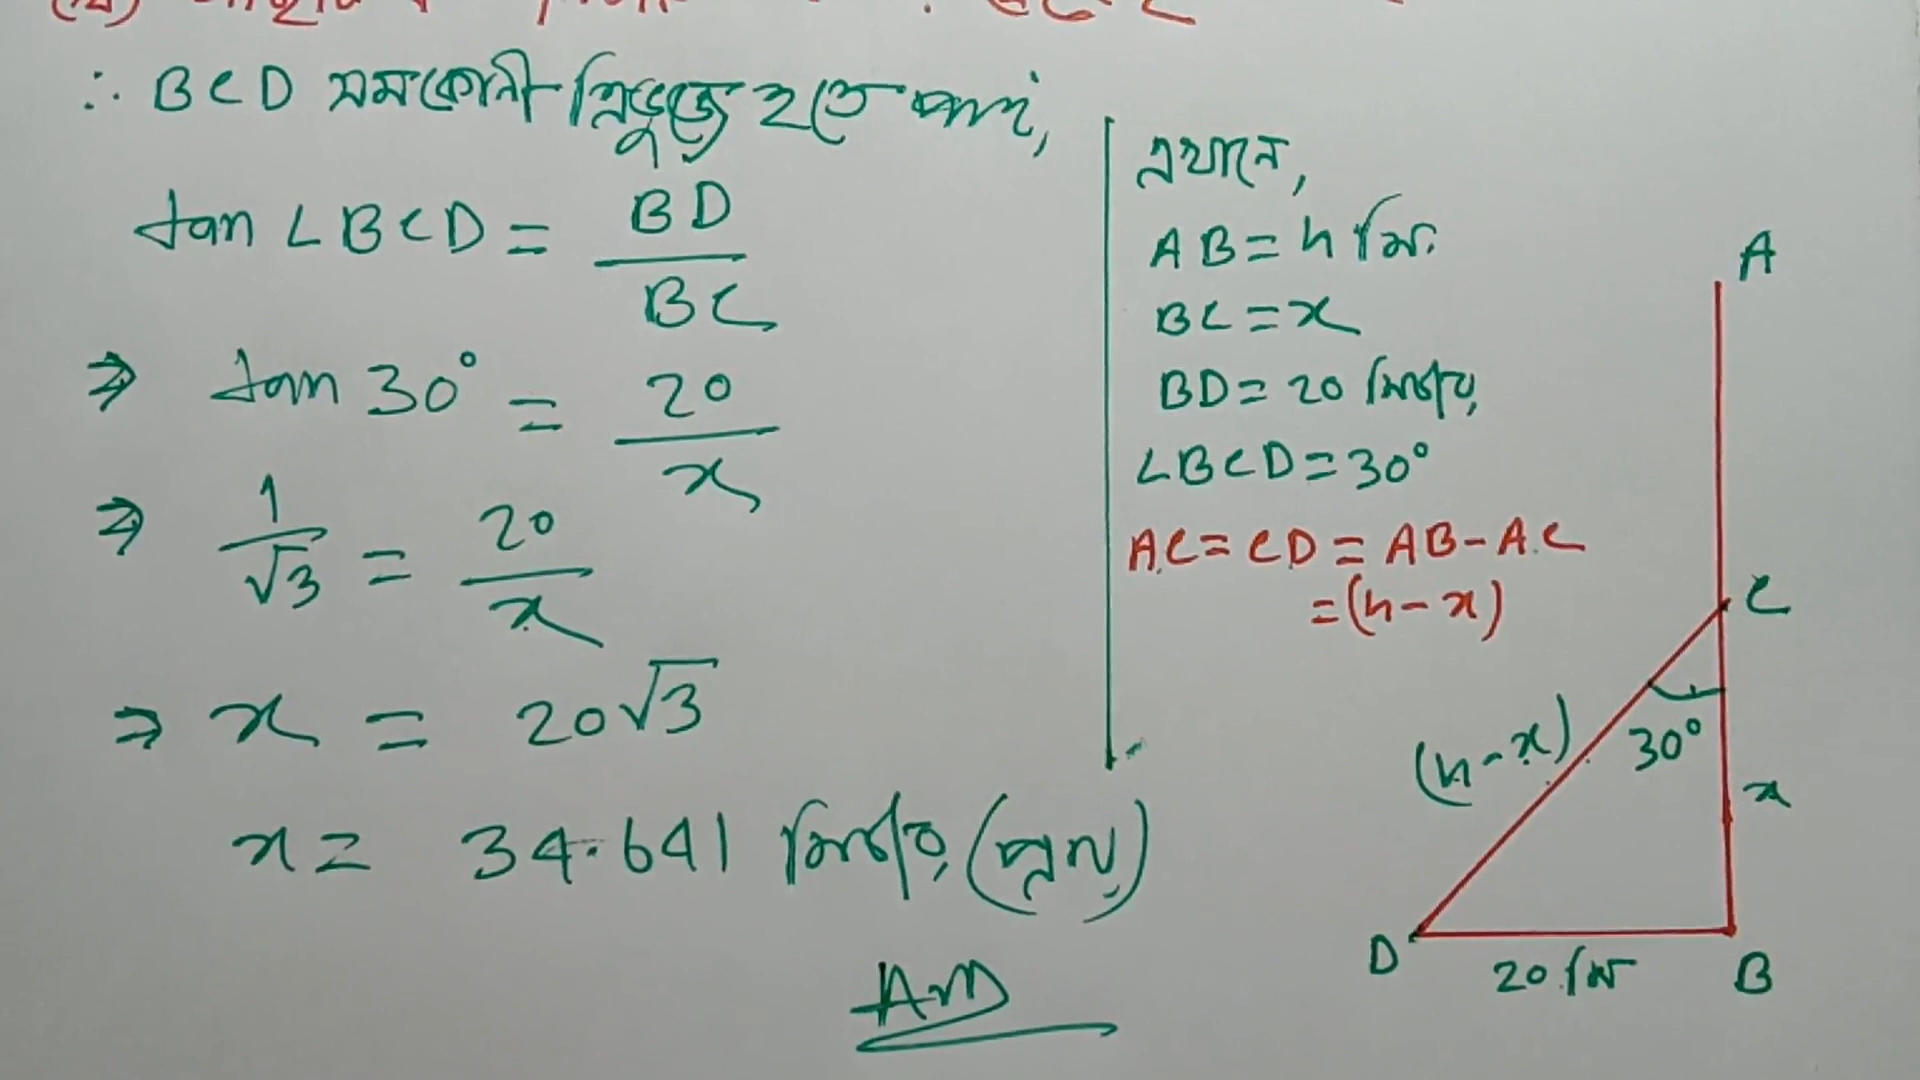 ∴ BCD সমকোনী ত্রিভুজে হতে পাই,
tan ∠BCD = BD/BC
⇒ tan 30° = 20/x
⇒ 1/√3 = 20/x
⇒ x = 20√3
x = 34.641 মিটার, (প্রায়)
Ans
এখানে,
AB = h মি.
BC = x
BD = 20 মিটার,
∠BCD = 30°
AC = CD = AB - AC
= (h - x)
A
C
(h - x)
30°
x
D
20 মি
B